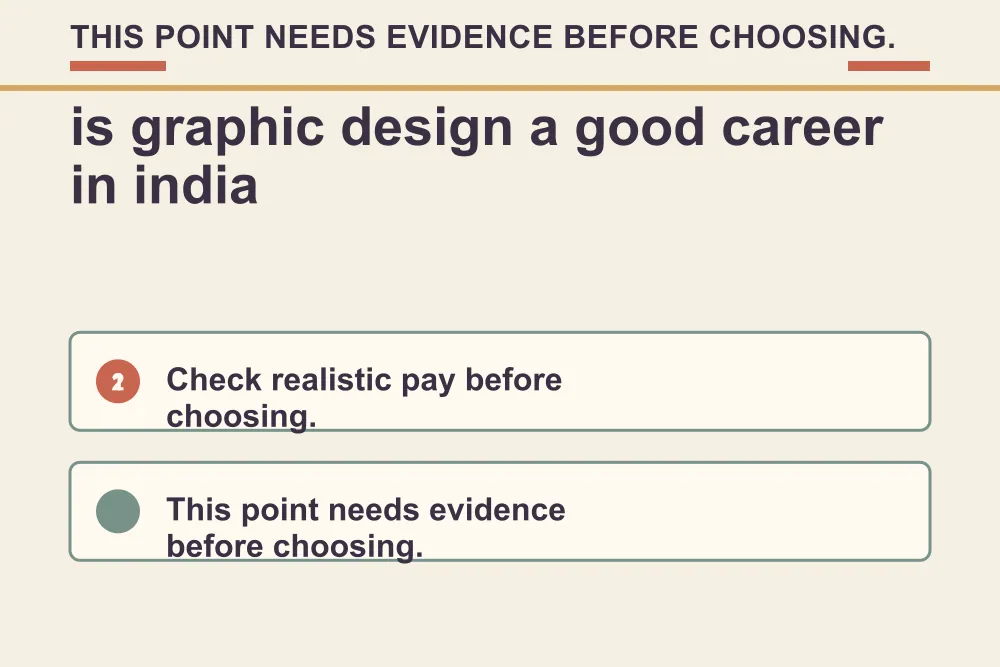 THIS POINT NEEDS EVIDENCE BEFORE CHOOSING.
is graphic design a good career
in india
2
Check realistic pay before
choosing.
This point needs evidence
before choosing.